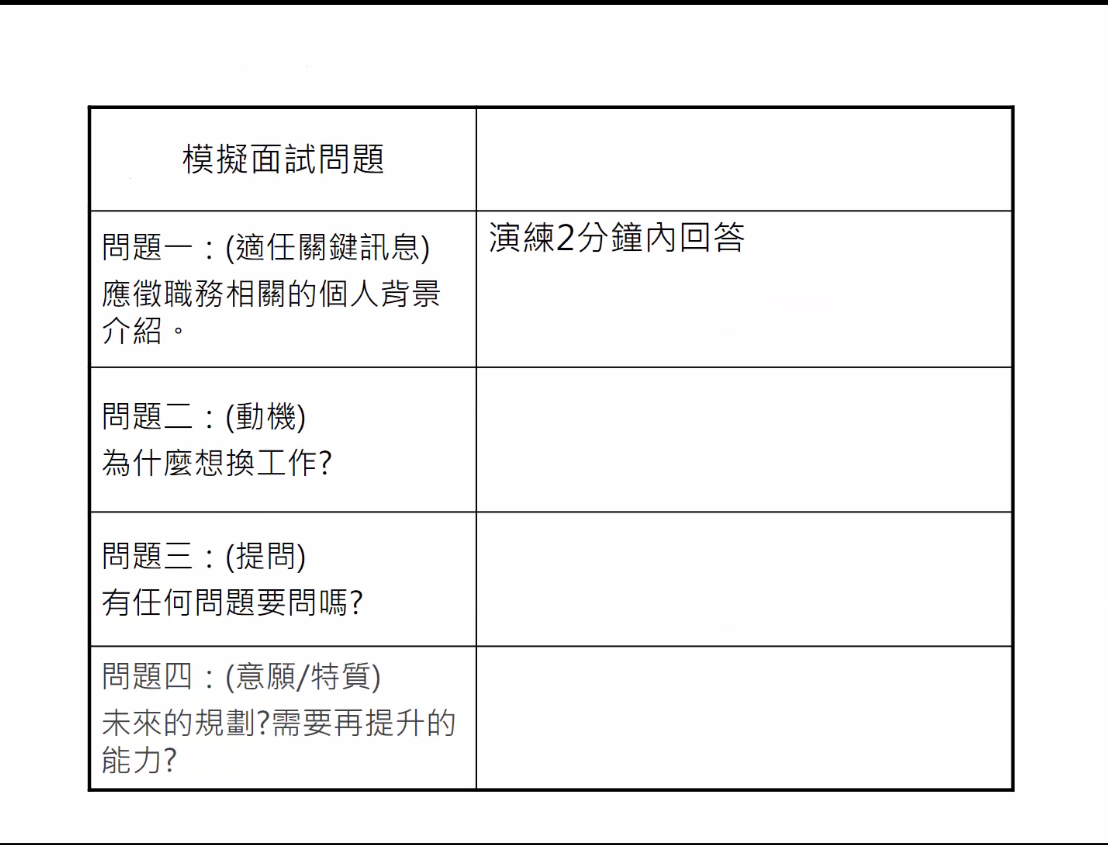 模擬面試問題
問題一：(適任關鍵訊息)
應徵職務相關的個人背景
介紹。
演練2分鐘內回答
問題二：(動機)
為什麼想換工作?
問題三：(提問)
有任何問題要問嗎?
問題四：(意願/特質)
未來的規劃?需要再提升的
能力?